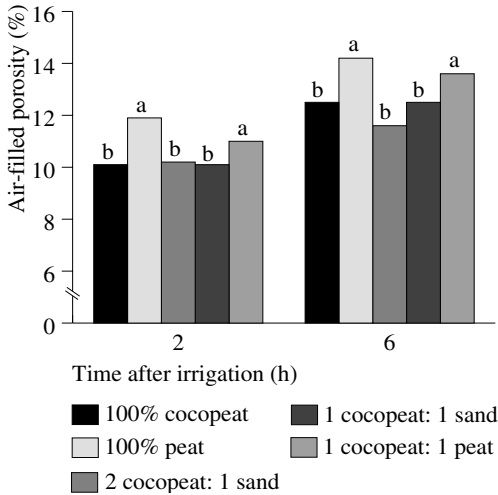 Air-filled porosity (%)
16
14
12
10
8
6
0
b a b b a
b a b b a
2 6
Time after irrigation (h)
100% cocopeat
1 cocopeat: 1 sand
100% peat
1 cocopeat: 1 peat
2 cocopeat: 1 sand